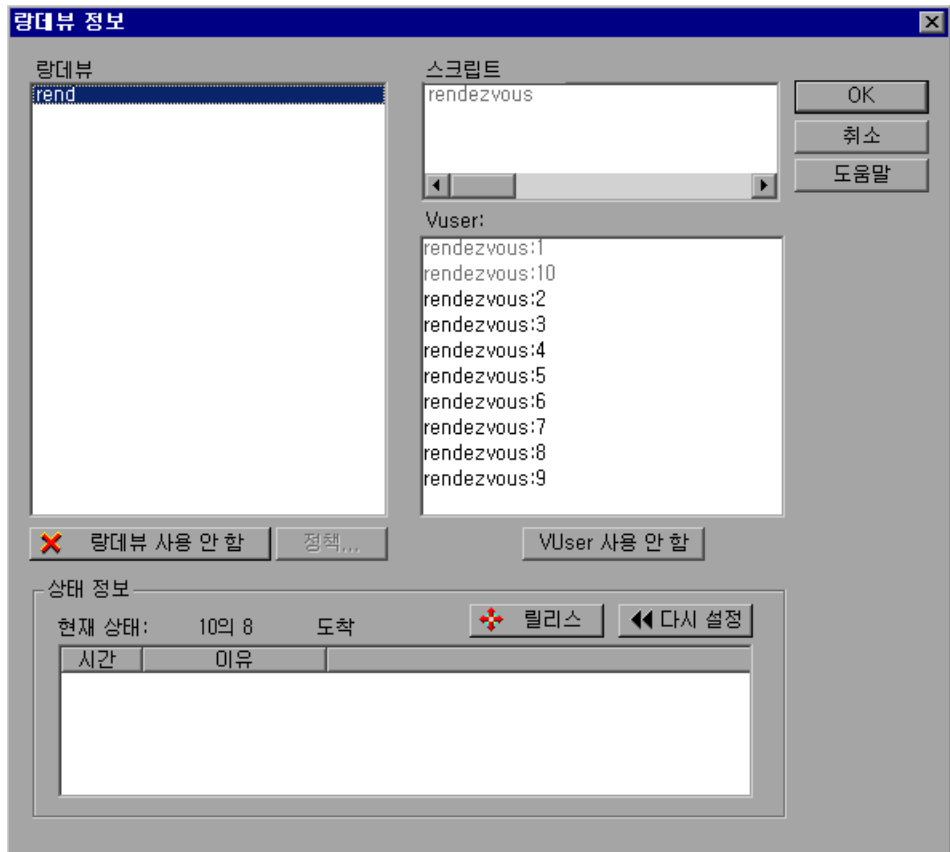 랑데뷰 정보
랑데뷰
rend
스크립트
rendezvous
OK
취소
도움말
Vuser:
rendezvous:1
rendezvous:10
rendezvous:2
rendezvous:3
rendezvous:4
rendezvous:5
rendezvous:6
rendezvous:7
rendezvous:8
rendezvous:9
랑데뷰 사용 안 함
정책...
VUser 사용 안 함
상태 정보
현재 상태: 10의 8 도착
릴리스
다시 설정
시간 이유